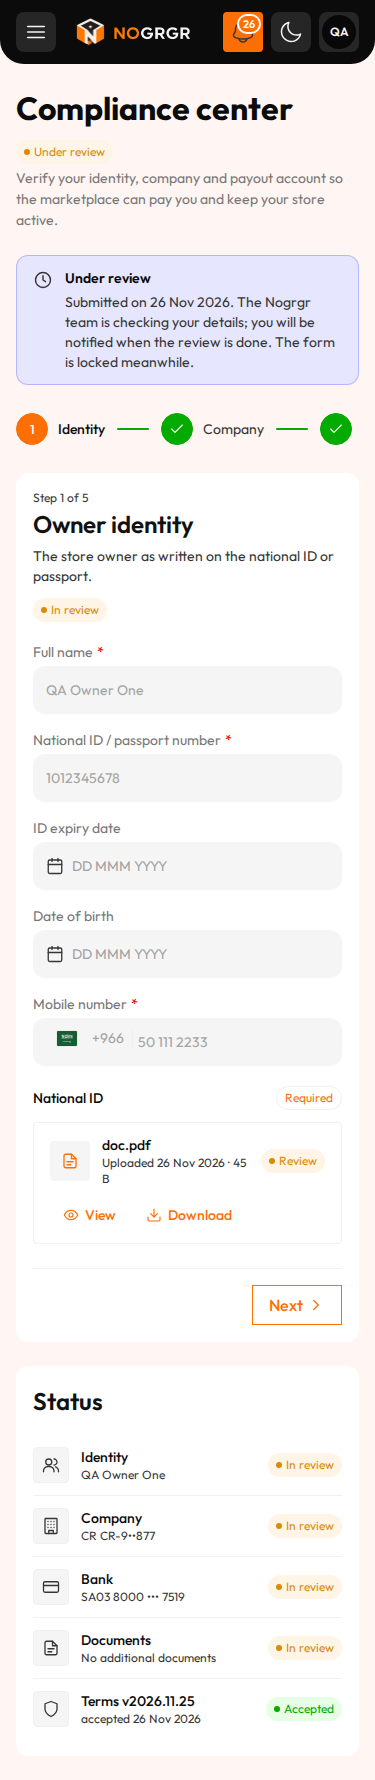 NOGRGR
26
QA
Compliance center
Under review
Verify your identity, company and payout account so
the marketplace can pay you and keep your store
active.
Under review
Submitted on 26 Nov 2026. The Nogrgr
team is checking your details; you will be
notified when the review is done. The form
is locked meanwhile.
1 Identity Company
Step 1 of 5
Owner identity
The store owner as written on the national ID or
passport.
In review
Full name *
QA Owner One
National ID / passport number *
1012345678
ID expiry date
DD MMM YYYY
Date of birth
DD MMM YYYY
Mobile number *
+966 50 111 2233
National ID Required
doc.pdf
Uploaded 26 Nov 2026 · 45
B
Review
View Download
Next
Status
Identity
QA Owner One
In review
Company
CR CR-9••877
In review
Bank
SA03 8000 ••• 7519
In review
Documents
No additional documents
In review
Terms v2026.11.25
accepted 26 Nov 2026
Accepted